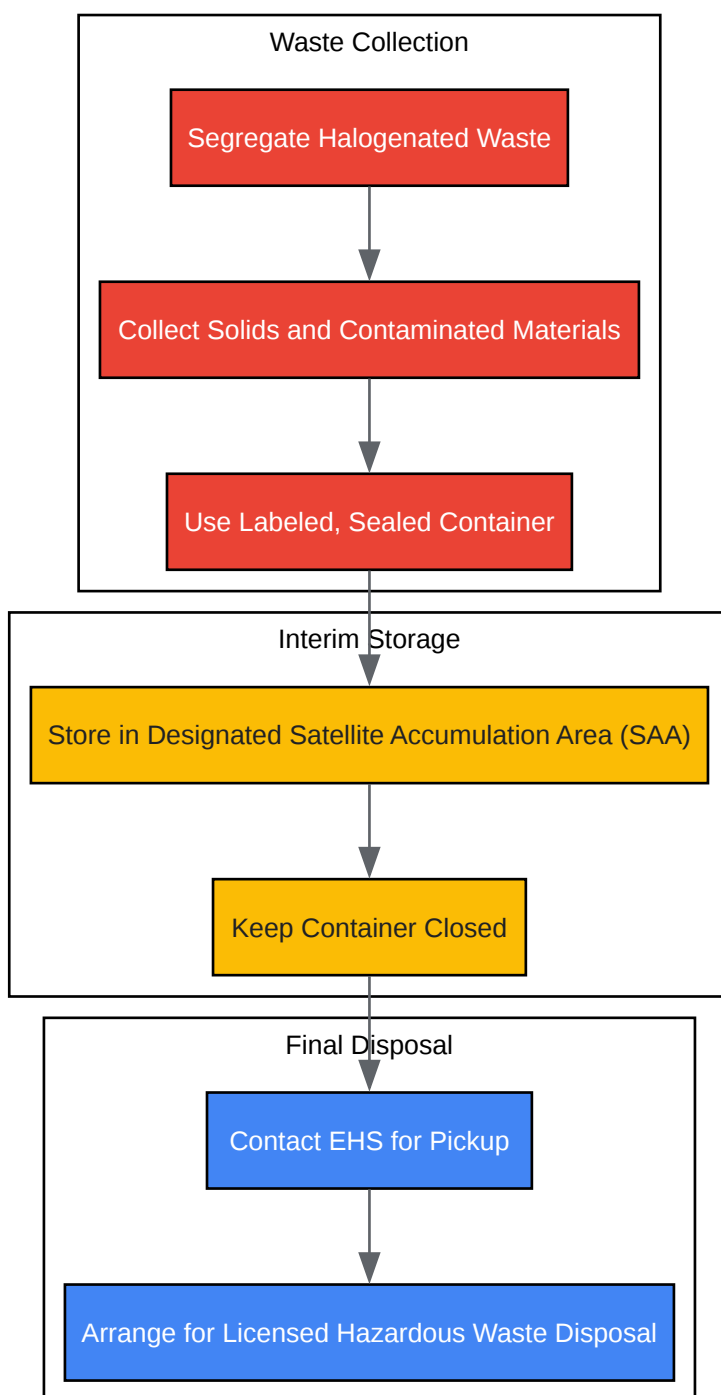 Waste Collection
Segregate Halogenated Waste
Collect Solids and Contaminated Materials
Use Labeled, Sealed Container
Interim Storage
Store in Designated Satellite Accumulation Area (SAA)
Keep Container Closed
Final Disposal
Contact EHS for Pickup
Arrange for Licensed Hazardous Waste Disposal